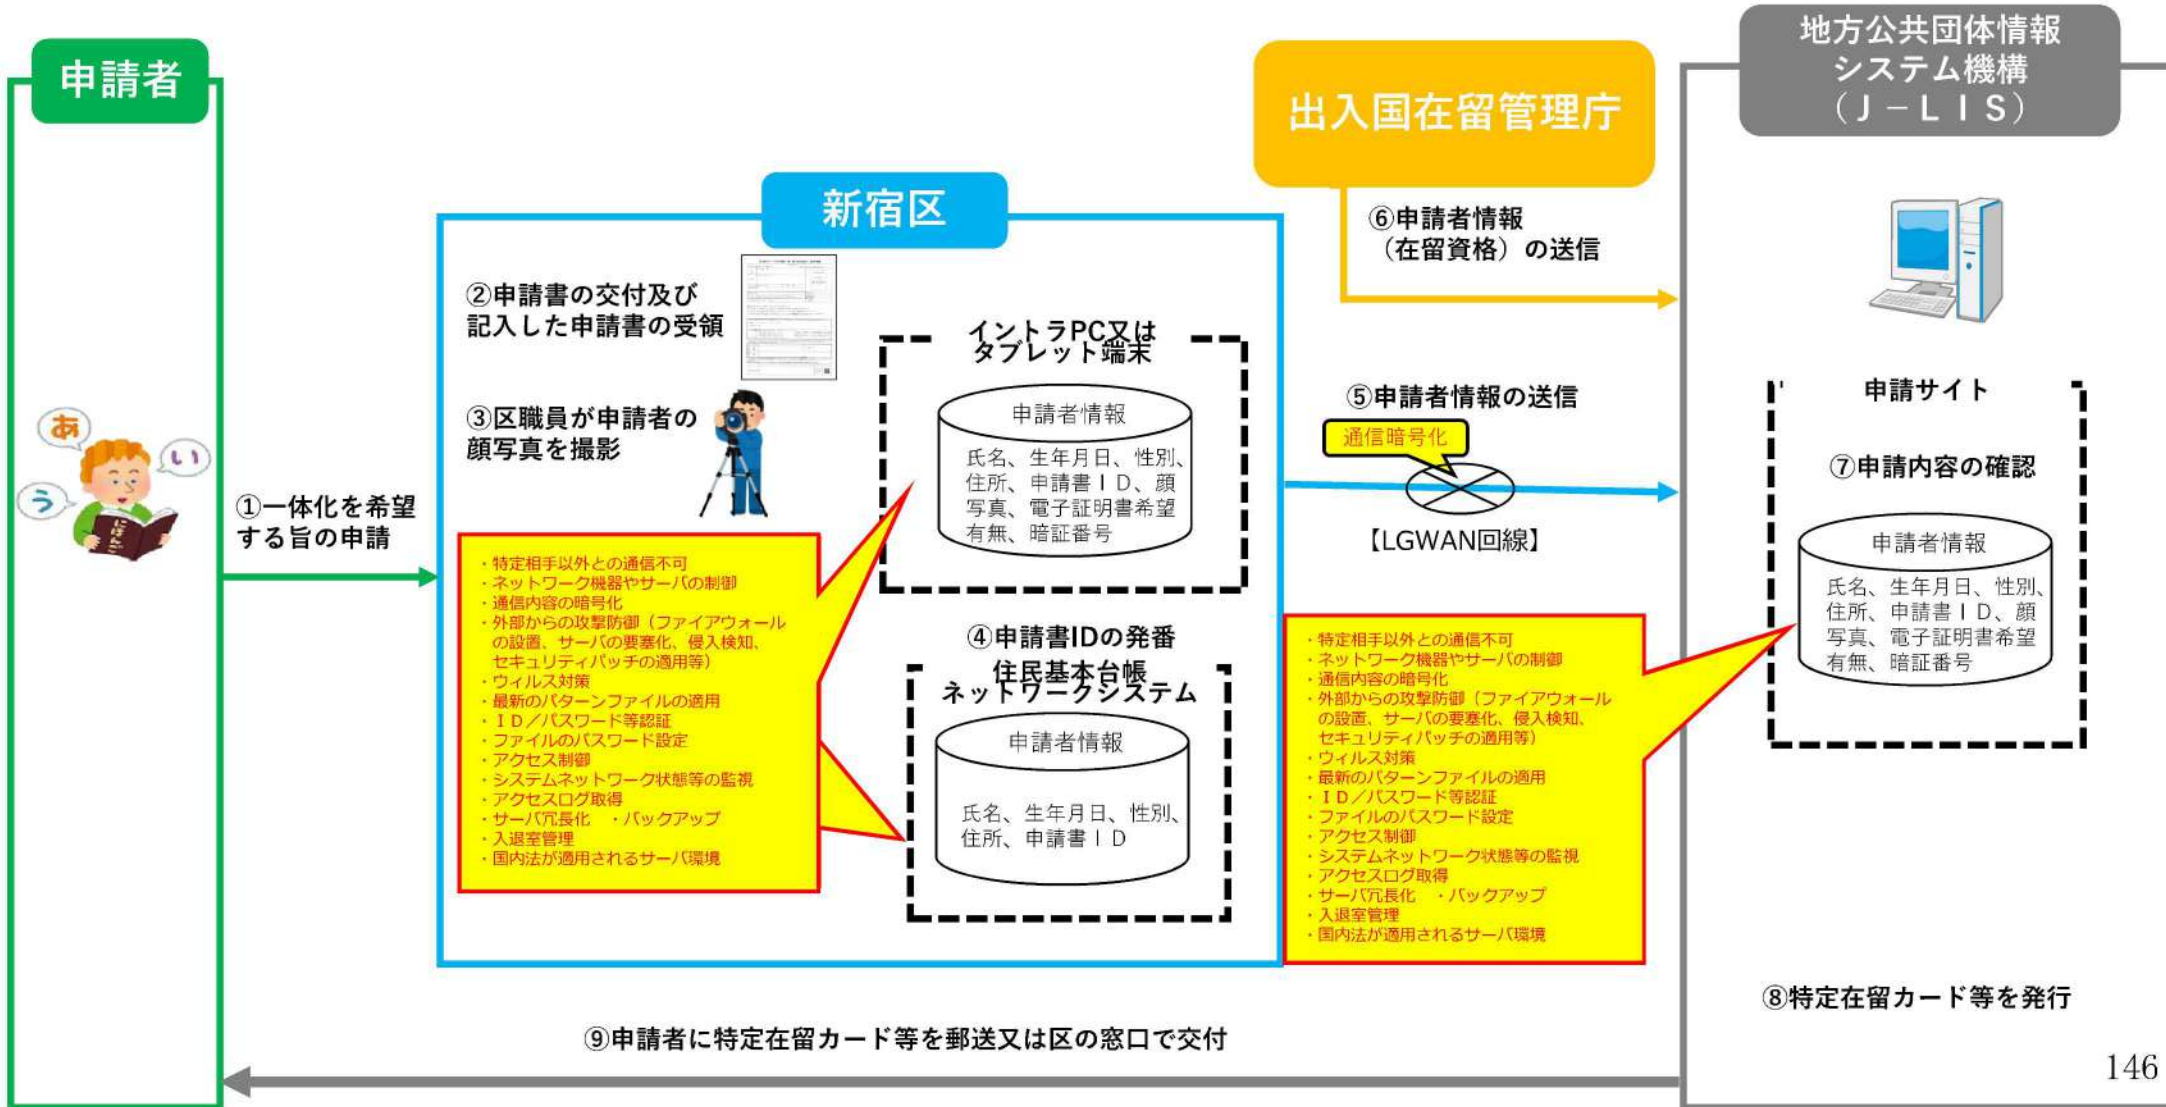 申請者
あ
い
う
にほんご
①一体化を希望
する旨の申請
新宿区
②申請書の交付及び
記入した申請書の受領
③区職員が申請者の
顔写真を撮影
・特定相手以外との通信不可
・ネットワーク機器やサーバの制御
・通信内容の暗号化
・外部からの攻撃防御（ファイアウォール
の設置、サーバの要塞化、侵入検知、
セキュリティパッチの適用等）
・ウィルス対策
・最新のパターンファイルの適用
・ＩＤ／パスワード等認証
・ファイルのパスワード設定
・アクセス制御
・システムネットワーク状態等の監視
・アクセスログ取得
・サーバ冗長化　・バックアップ
・入退室管理
・国内法が適用されるサーバ環境
イントラPC又は
タブレット端末
申請者情報
氏名、生年月日、性別、
住所、申請書ＩＤ、顔
写真、電子証明書希望
有無、暗証番号
④申請書IDの発番
住民基本台帳
ネットワークシステム
申請者情報
氏名、生年月日、性別、
住所、申請書ＩＤ
出入国在留管理庁
⑥申請者情報
（在留資格）の送信
⑤申請者情報の送信
通信暗号化
【LGWAN回線】
・特定相手以外との通信不可
・ネットワーク機器やサーバの制御
・通信内容の暗号化
・外部からの攻撃防御（ファイアウォール
の設置、サーバの要塞化、侵入検知、
セキュリティパッチの適用等）
・ウィルス対策
・最新のパターンファイルの適用
・ＩＤ／パスワード等認証
・ファイルのパスワード設定
・アクセス制御
・システムネットワーク状態等の監視
・アクセスログ取得
・サーバ冗長化　・バックアップ
・入退室管理
・国内法が適用されるサーバ環境
地方公共団体情報
システム機構
（Ｊ－ＬＩＳ）
申請サイト
⑦申請内容の確認
申請者情報
氏名、生年月日、性別、
住所、申請書ＩＤ、顔
写真、電子証明書希望
有無、暗証番号
⑧特定在留カード等を発行
⑨申請者に特定在留カード等を郵送又は区の窓口で交付
146